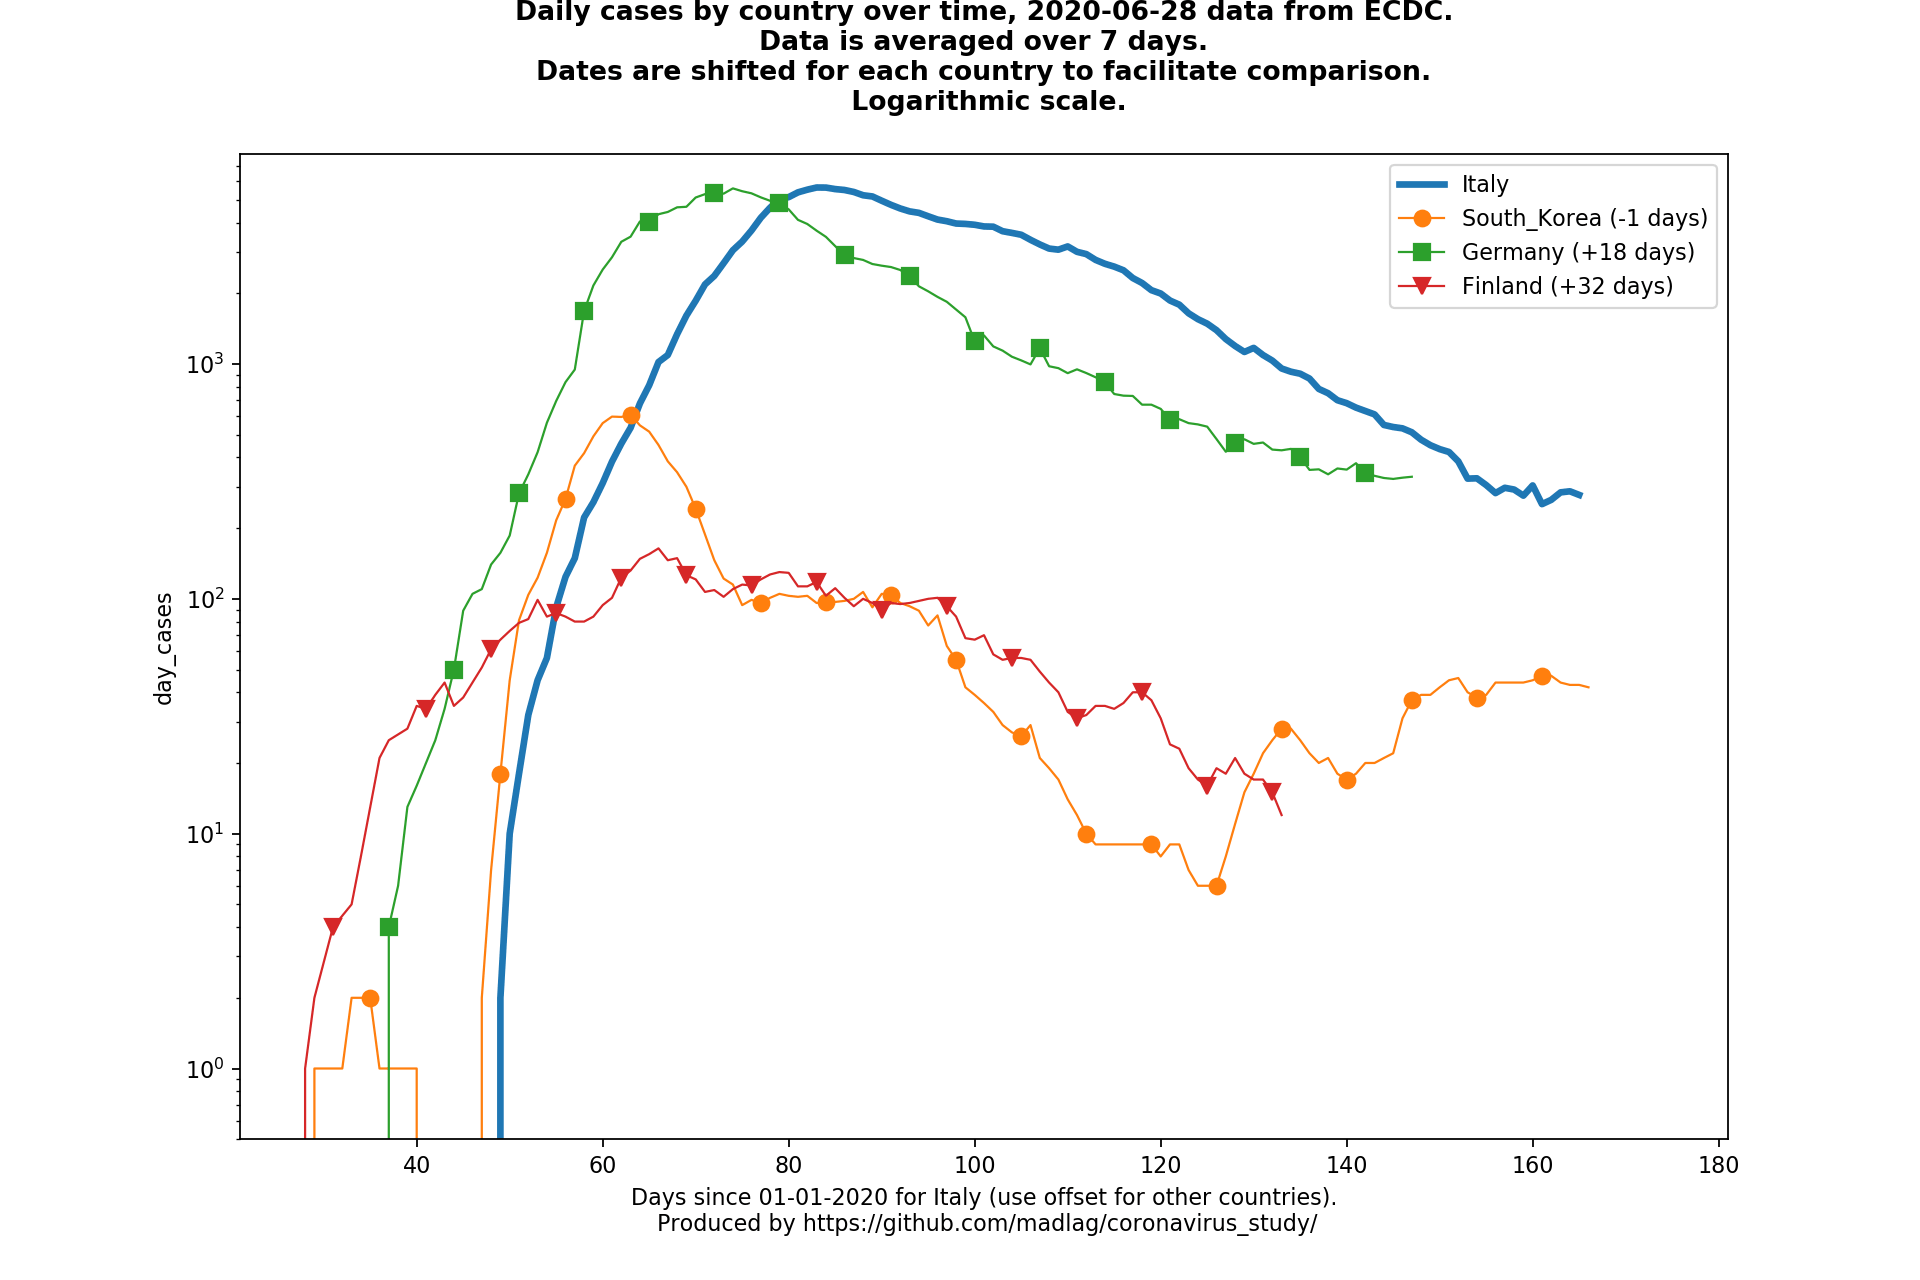 Daily cases by country over time, 2020-06-28 data from ECDC.
Data is averaged over 7 days.
Dates are shifted for each country to facilitate comparison.
Logarithmic scale.
Italy
South_Korea (-1 days)
Germany (+18 days)
Finland (+32 days)
day_cases
10³
10²
10¹
10⁰
40 60 80 100 120 140 160 180
Days since 01-01-2020 for Italy (use offset for other countries).
Produced by https://github.com/madlag/coronavirus_study/